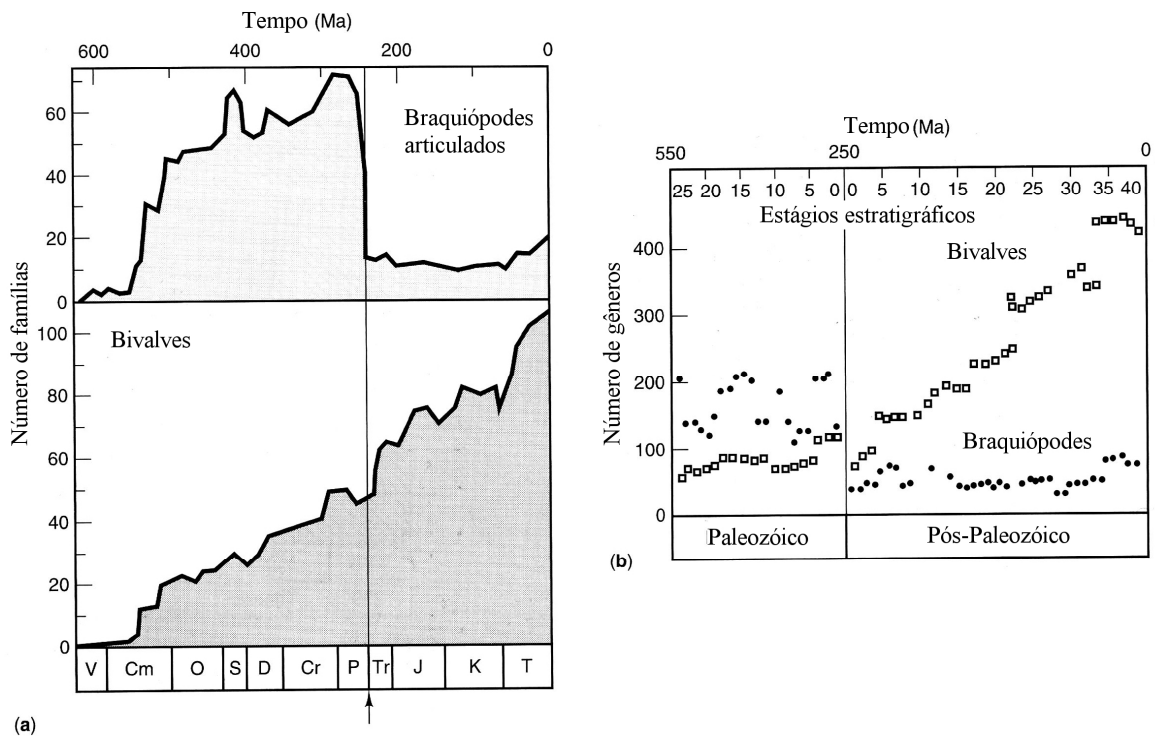 Tempo (Ma)
600 400 200 0
60
40
20
0
Braquiópodes
articulados
Número de famílias
Bivalves
100
80
60
40
20
0
V Cm O S D Cr P Tr J K T
(a)
Tempo (Ma)
550 250 0
25 20 15 10 5 0 0 5 10 15 20 25 30 35 40
Estágios estratigráficos
Bivalves
Número de gêneros
400
300
200
100
0
Braquiópodes
Paleozóico Pós-Paleozóico
(b)